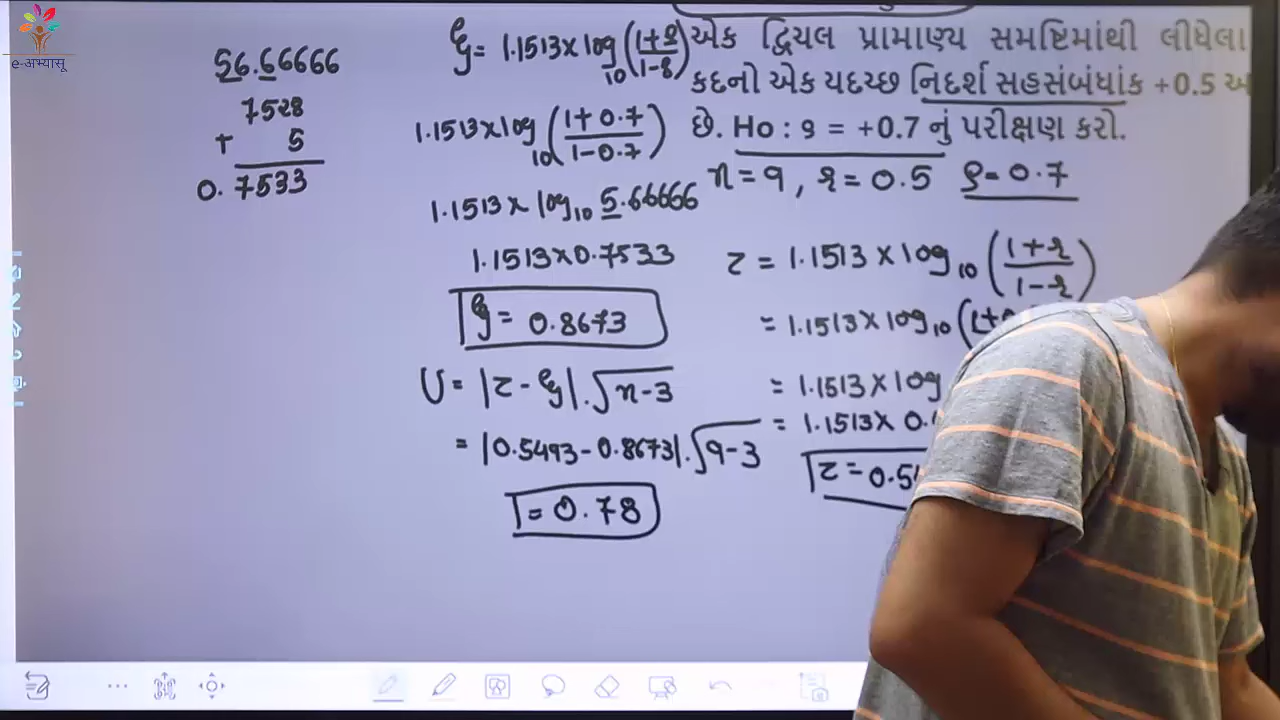 e-अभ्यासू
એક દ્વિચલ પ્રામાણ્ય સમષ્ટિમાંથી લીધેલા
કદનો એક યદચ્છ નિદર્શ સહસંબંધાંક +0.5
છે. Ho : ૭ = +0.7 નું પરીક્ષણ કરો.
n = 9 , r = 0.5 ρ = 0.7
z = 1.1513 × log10 (1+r / 1-r)
= 1.1513 × log10 (1+0
= 1.1513 × log
= 1.1513 × 0.
z = 0.5
ξ = 1.1513 × log10 (1+ρ / 1-ρ)
1.1513 × log10 (1+0.7 / 1-0.7)
1.1513 × log10 5.66666
1.1513 × 0.7533
ξ = 0.8673
U = |z - ξ| . √n-3
= |0.5493 - 0.8673| . √9-3
= 0.78
56.66666
7528
+ 5
0.7533